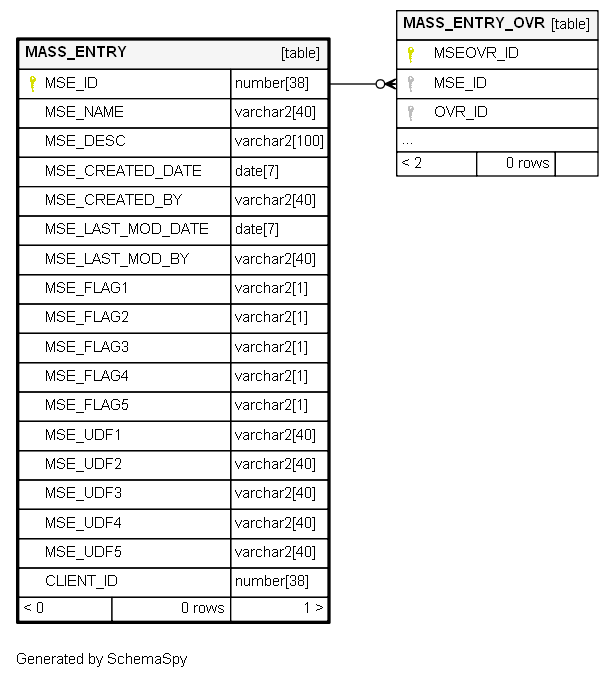 MASS_ENTRY [table]
MSE_ID number[38]
MSE_NAME varchar2[40]
MSE_DESC varchar2[100]
MSE_CREATED_DATE date[7]
MSE_CREATED_BY varchar2[40]
MSE_LAST_MOD_DATE date[7]
MSE_LAST_MOD_BY varchar2[40]
MSE_FLAG1 varchar2[1]
MSE_FLAG2 varchar2[1]
MSE_FLAG3 varchar2[1]
MSE_FLAG4 varchar2[1]
MSE_FLAG5 varchar2[1]
MSE_UDF1 varchar2[40]
MSE_UDF2 varchar2[40]
MSE_UDF3 varchar2[40]
MSE_UDF4 varchar2[40]
MSE_UDF5 varchar2[40]
CLIENT_ID number[38]
< 0 0 rows 1 >
MASS_ENTRY_OVR [table]
MSEOVR_ID
MSE_ID
OVR_ID
...
< 2 0 rows
Generated by SchemaSpy